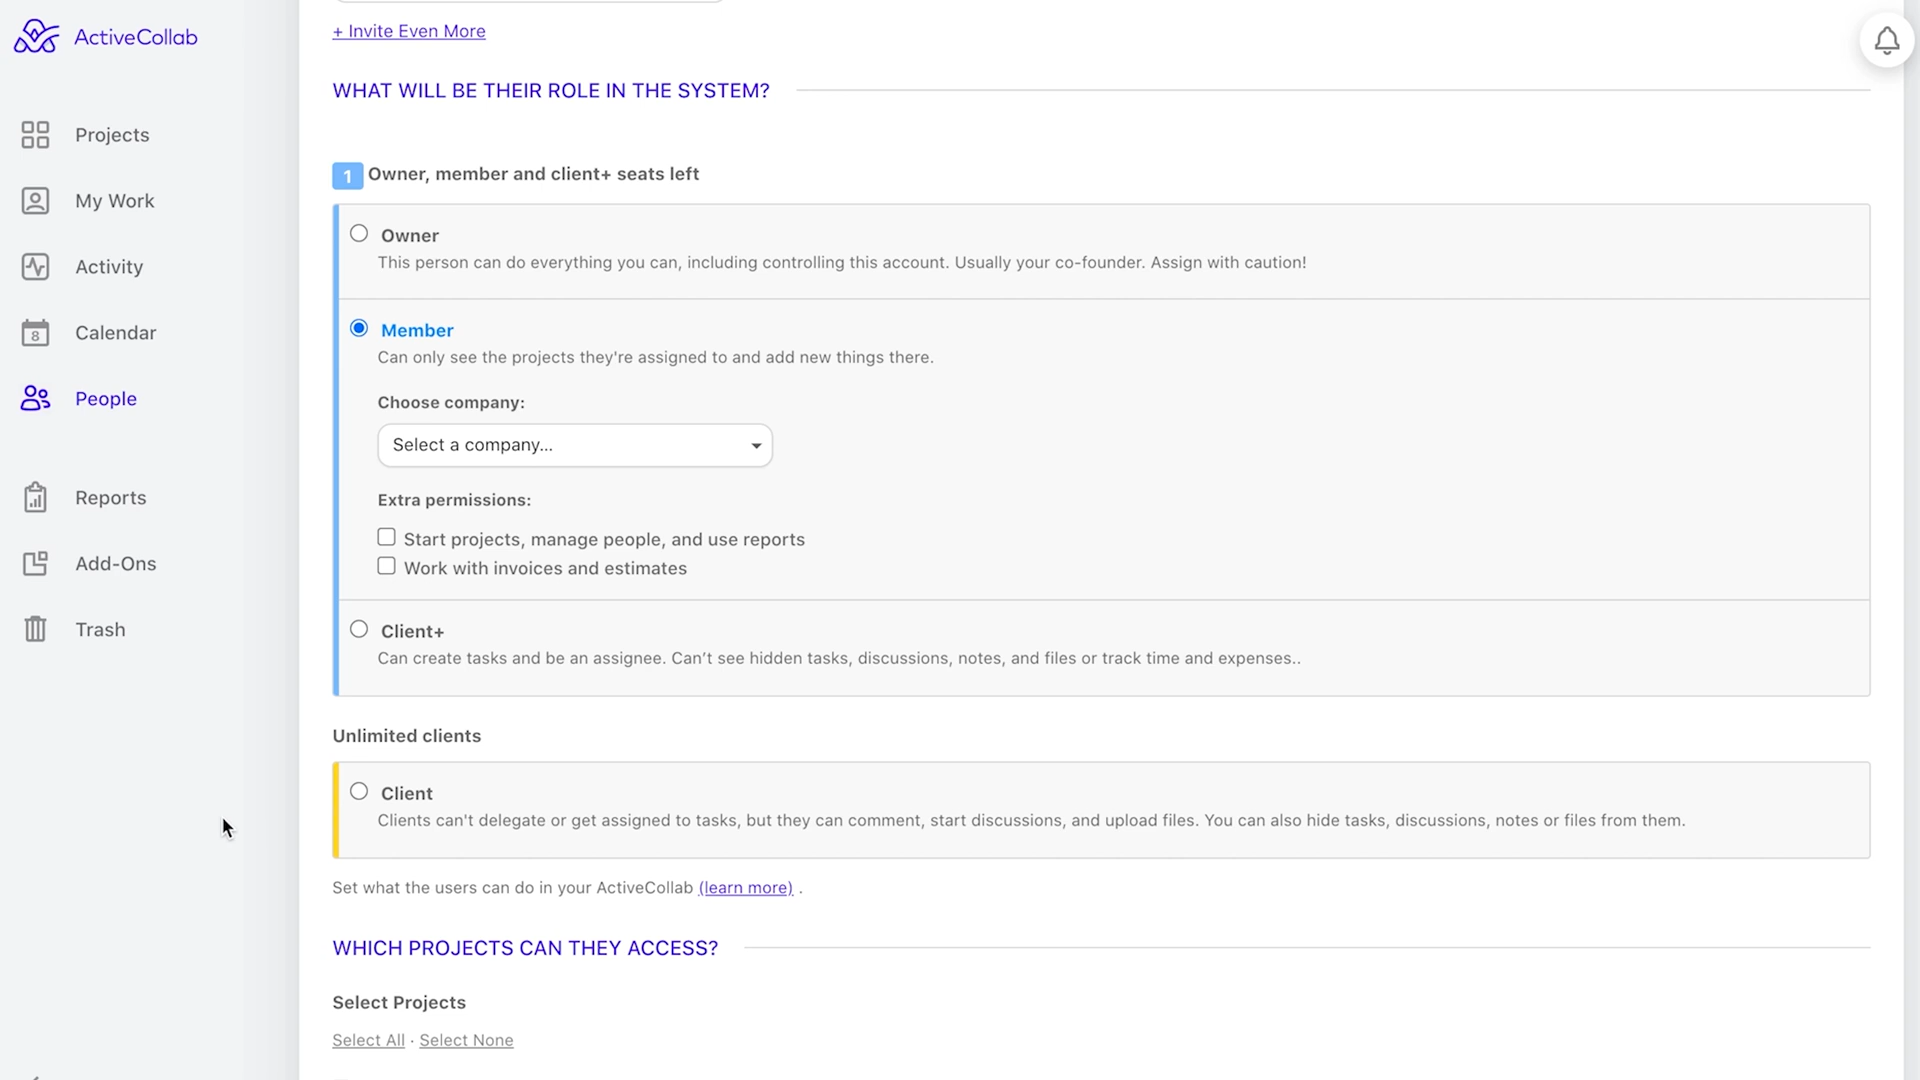 ActiveCollab
Projects
My Work
Activity
8
Calendar
People
Reports
Add-Ons
Trash
+ Invite Even More
WHAT WILL BE THEIR ROLE IN THE SYSTEM?
1 Owner, member and client+ seats left
Owner
This person can do everything you can, including controlling this account. Usually your co-founder. Assign with caution!
Member
Can only see the projects they're assigned to and add new things there.
Choose company:
Select a company...
Extra permissions:
Start projects, manage people, and use reports
Work with invoices and estimates
Client+
Can create tasks and be an assignee. Can’t see hidden tasks, discussions, notes, and files or track time and expenses..
Unlimited clients
Client
Clients can't delegate or get assigned to tasks, but they can comment, start discussions, and upload files. You can also hide tasks, discussions, notes or files from them.
Set what the users can do in your ActiveCollab (learn more) .
WHICH PROJECTS CAN THEY ACCESS?
Select Projects
Select All · Select None